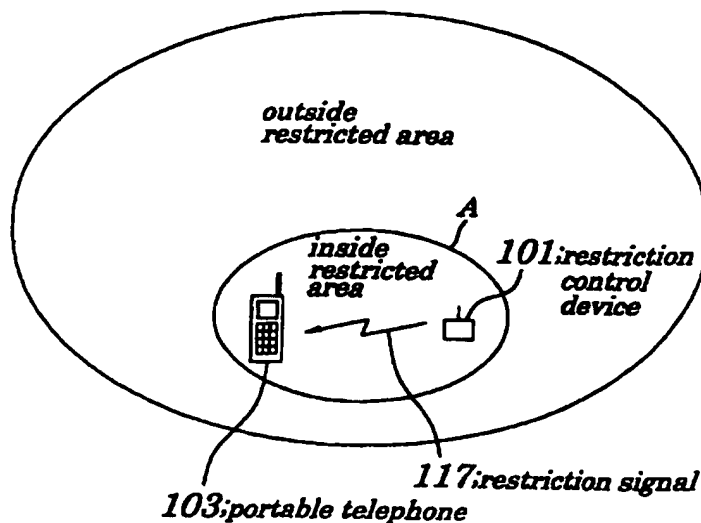 outside
restricted area
A
inside
restricted
area
101;restriction
control
device
117;restriction signal
103;portable telephone